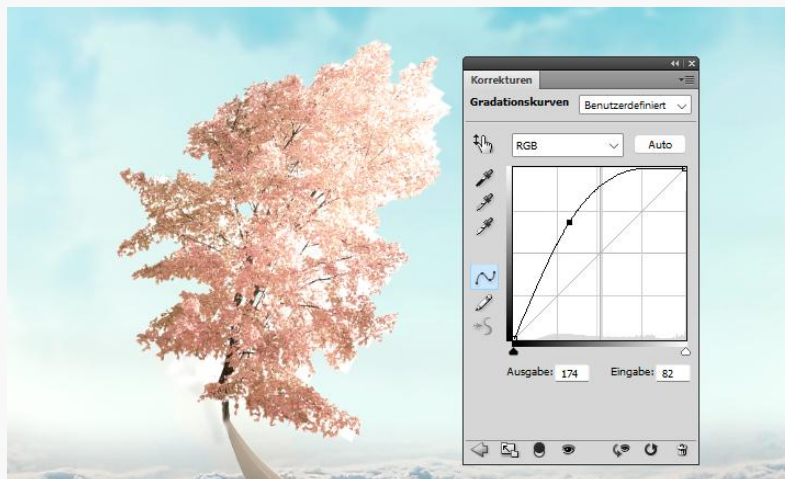 Korrekturen
Gradationskurven Benutzerdefiniert
RGB Auto
Ausgabe: 174 Eingabe: 82